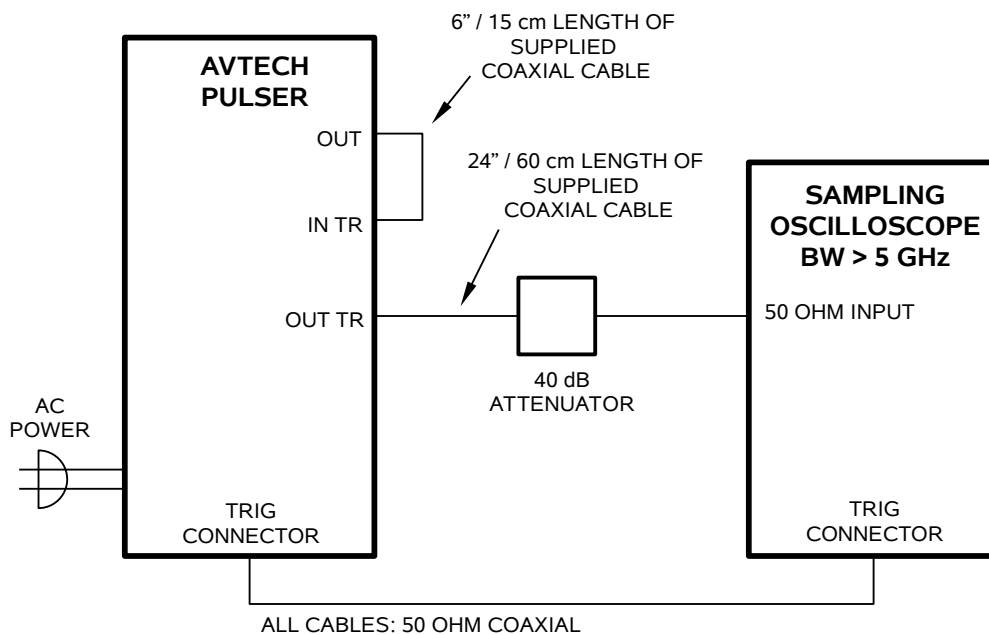 6” / 15 cm LENGTH OF
SUPPLIED
COAXIAL CABLE
AVTECH
PULSER
OUT
24” / 60 cm LENGTH OF
SUPPLIED
COAXIAL CABLE
IN TR
SAMPLING
OSCILLOSCOPE
BW > 5 GHz
OUT TR
50 OHM INPUT
40 dB
ATTENUATOR
AC
POWER
TRIG
CONNECTOR
TRIG
CONNECTOR
ALL CABLES: 50 OHM COAXIAL